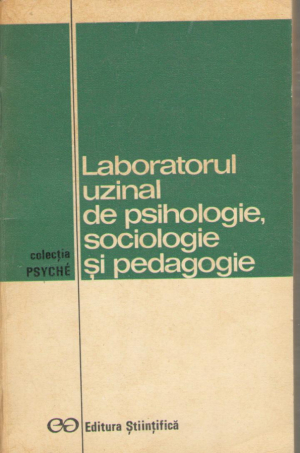 Laboratorul
uzinal
de psihologie,
sociologie
și pedagogie
colecția
PSYCHÉ
Editura Științifică